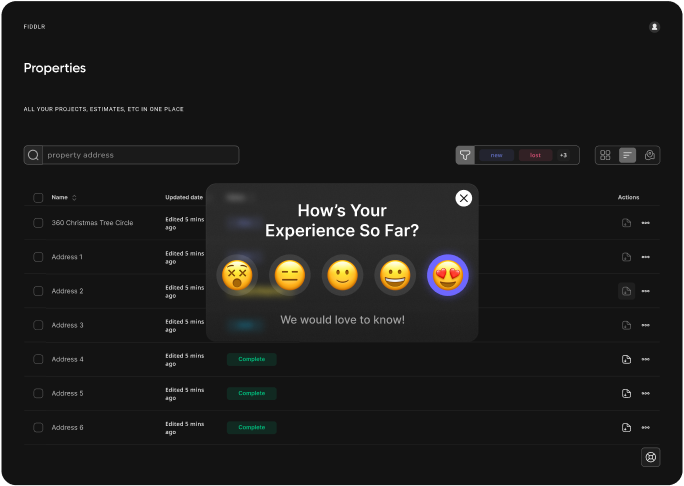 FIDDLR
Properties
ALL YOUR PROJECTS, ESTIMATES, ETC IN ONE PLACE
property address
new
lost
+3
Name
Updated date
Actions
360 Christmas Tree Circle
Edited 5 mins
ago
Address 1
Edited 5 mins
ago
Address 2
Edited 5 mins
ago
Address 3
Edited 5 mins
ago
Address 4
Edited 5 mins
ago
Complete
Address 5
Edited 5 mins
ago
Complete
Address 6
Edited 5 mins
ago
Complete
How's Your
Experience So Far?
We would love to know!